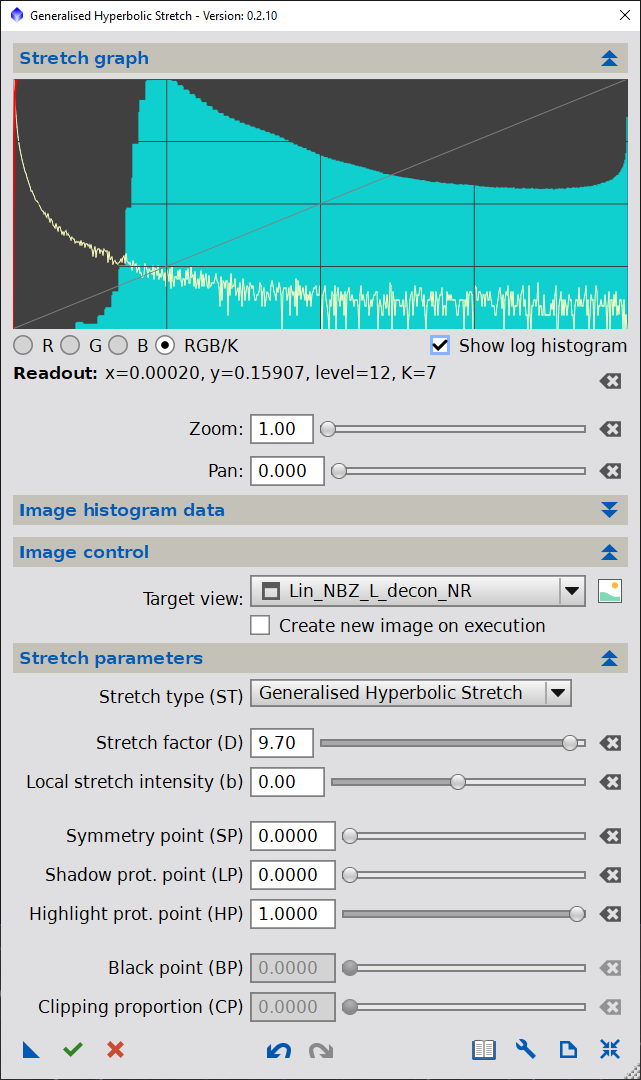 Generalised Hyperbolic Stretch - Version: 0.2.10
Stretch graph
R G B RGB/K Show log histogram
Readout: x=0.00020, y=0.15907, level=12, K=7
Zoom: 1.00
Pan: 0.000
Image histogram data
Image control
Target view: Lin_NBZ_L_decon_NR
Create new image on execution
Stretch parameters
Stretch type (ST) Generalised Hyperbolic Stretch
Stretch factor (D) 9.70
Local stretch intensity (b) 0.00
Symmetry point (SP) 0.0000
Shadow prot. point (LP) 0.0000
Highlight prot. point (HP) 1.0000
Black point (BP) 0.0000
Clipping proportion (CP) 0.0000